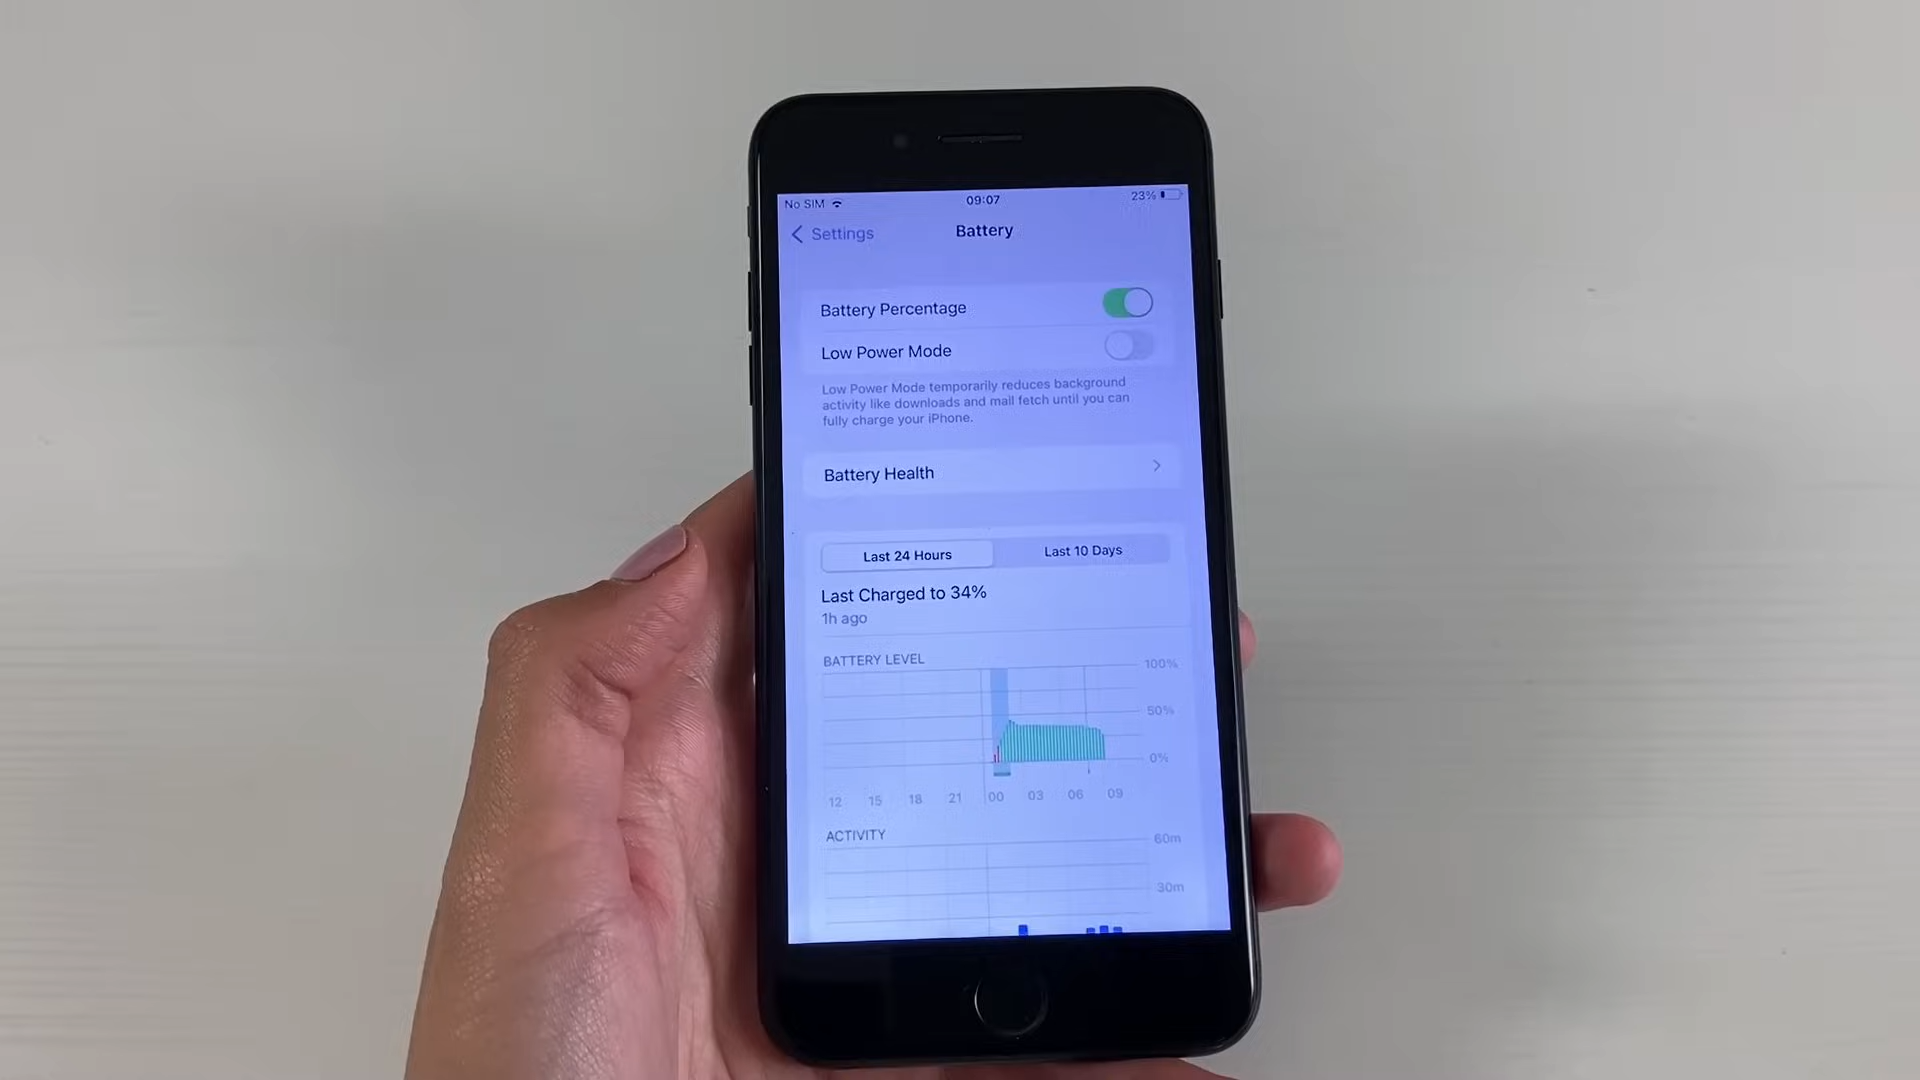 No SIM 09:07 23%
Settings Battery
Battery Percentage
Low Power Mode
Low Power Mode temporarily reduces background
activity like downloads and mail fetch until you can
fully charge your iPhone.
Battery Health
Last 24 Hours Last 10 Days
Last Charged to 34%
1h ago
BATTERY LEVEL
100%
50%
0%
12 15 18 21 00 03 06 09
ACTIVITY
60m
30m